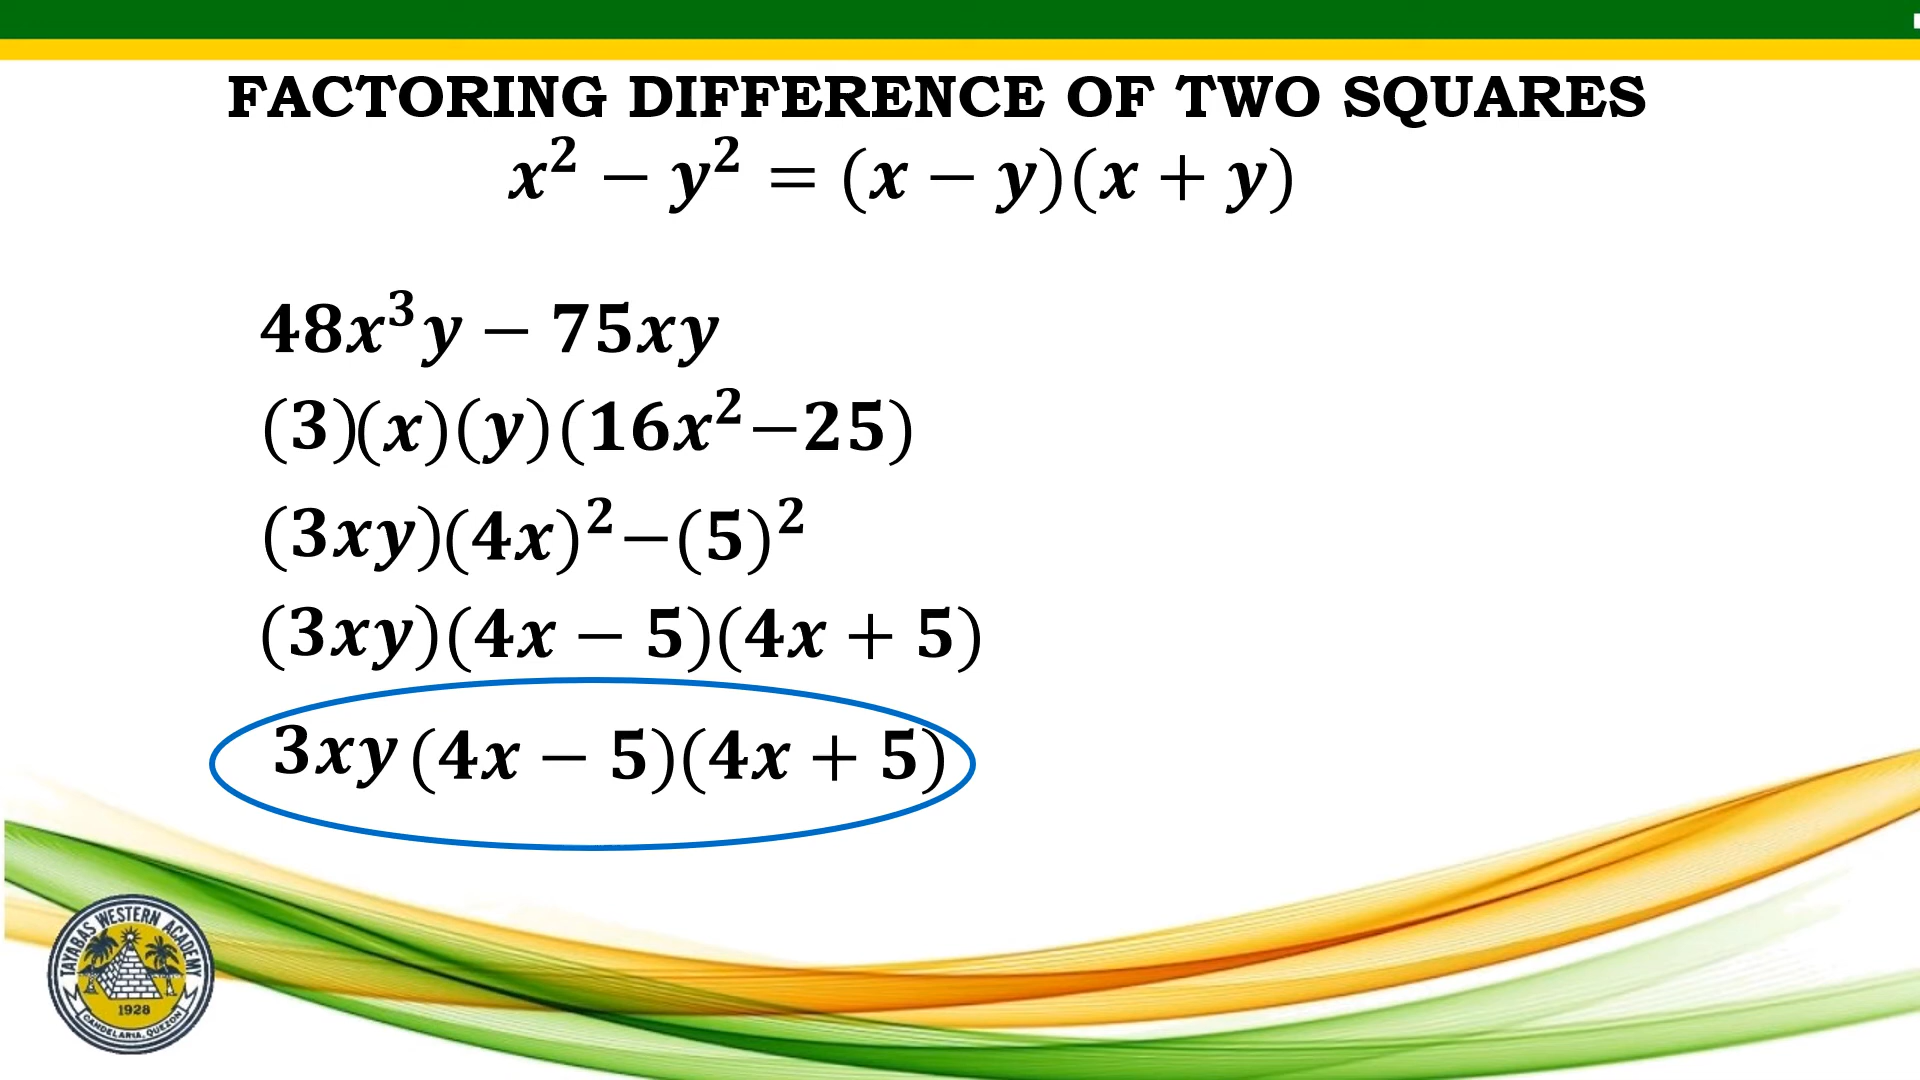 FACTORING DIFFERENCE OF TWO SQUARES
x² − y² = (x − y)(x + y)
48x³y − 75xy
(3)(x)(y)(16x²−25)
(3xy)(4x)²−(5)²
(3xy)(4x − 5)(4x + 5)
3xy(4x − 5)(4x + 5)
TAYABAS WESTERN ACADEMY
1928
CANDELARIA, QUEZON